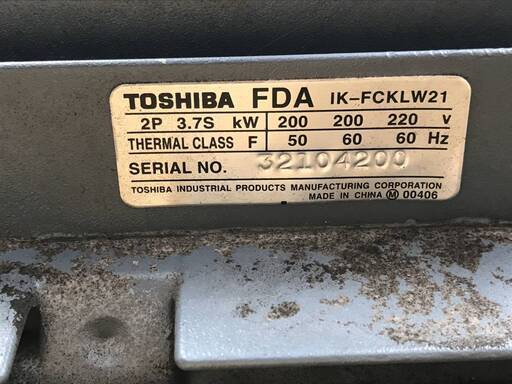 TOSHIBA FDA IK-FCKLW21
2P 3.7S kW 200 200 220 V
THERMAL CLASS F 50 60 60 Hz
SERIAL NO. 32104200
TOSHIBA INDUSTRIAL PRODUCTS MANUFACTURING CORPORATION
MADE IN CHINA Ⓜ 00406